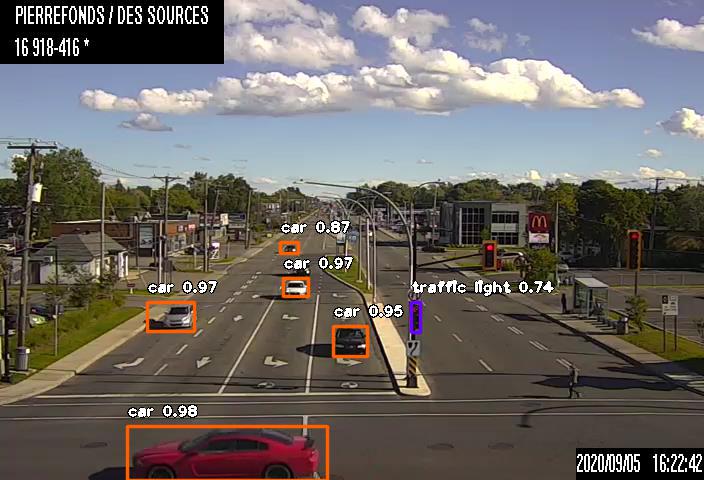 PIERREFONDS / DES SOURCES
16 918-416 *
car 0.87
car 0.97
car 0.97
traffic light 0.74
car 0.95
car 0.98
2020/09/05 16:22:42